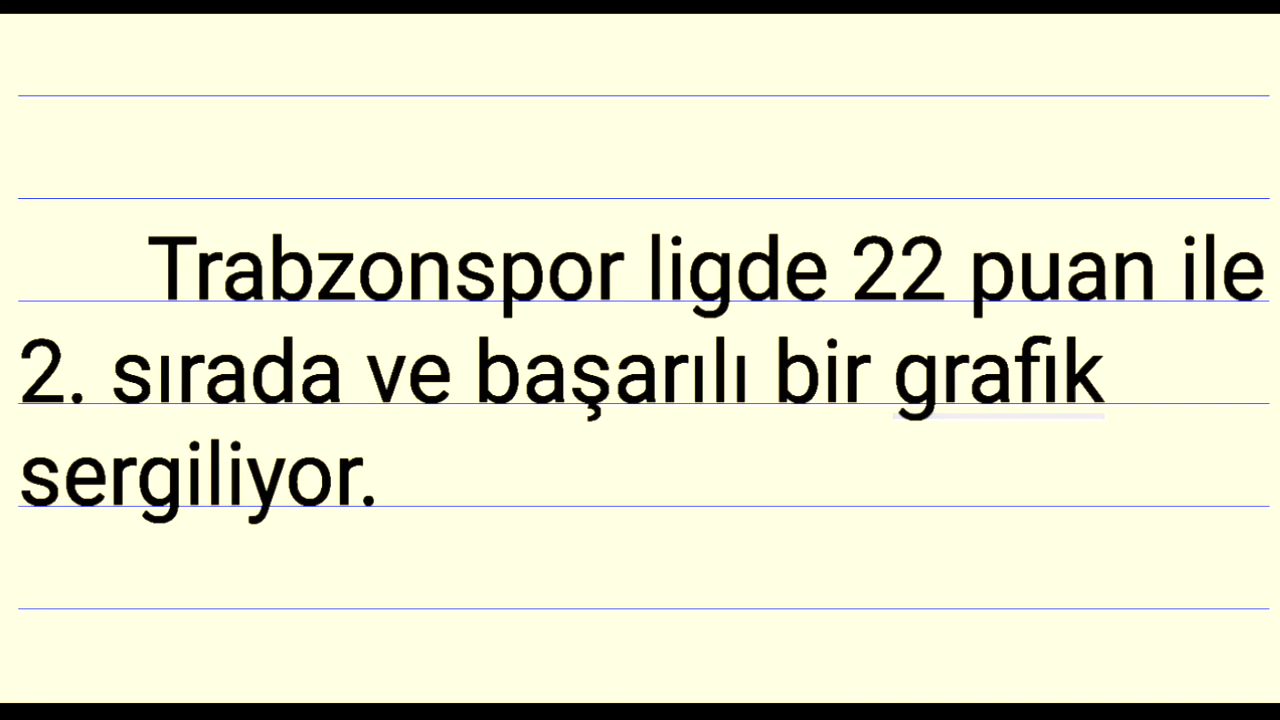 Trabzonspor ligde 22 puan ile
2. sırada ve başarılı bir grafik
sergiliyor.